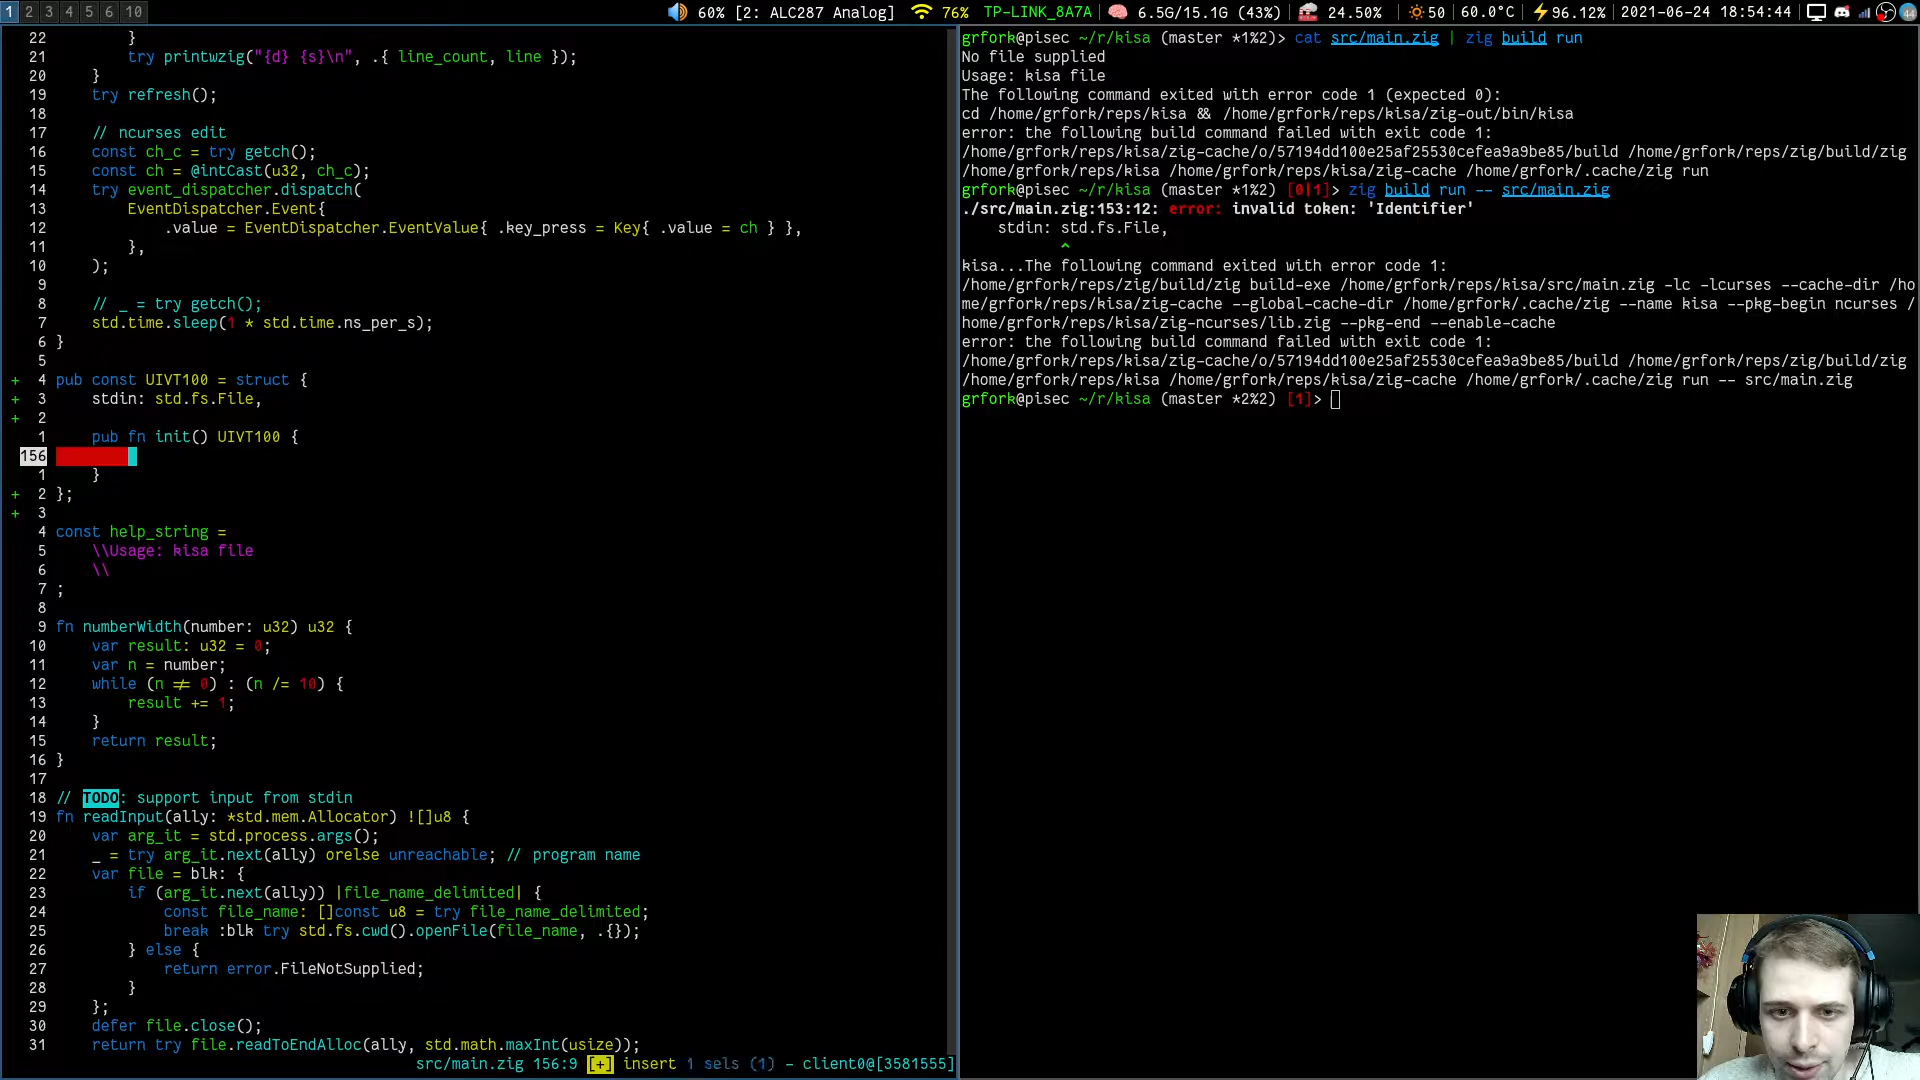 1 2 3 4 5 6 10
60% [2: ALC287 Analog] 76% TP-LINK_8A7A 6.5G/15.1G (43%) 24.50% 50 60.0°C 96.12% 2021-06-24 18:54:44 44
22         }
21         try printwzig("{d} {s}\n", .{ line_count, line });
20     }
19     try refresh();
18
17     // ncurses edit
16     const ch_c = try getch();
15     const ch = @intCast(u32, ch_c);
14     try event_dispatcher.dispatch(
13         EventDispatcher.Event{
12             .value = EventDispatcher.EventValue{ .key_press = Key{ .value = ch } },
11         },
10     );
9
8     // _ = try getch();
7     std.time.sleep(1 * std.time.ns_per_s);
6 }
5
+ 4 pub const UIVT100 = struct {
+ 3     stdin: std.fs.File,
+ 2
1     pub fn init() UIVT100 {
156
1     }
+ 2 };
+ 3
4 const help_string =
5     \\Usage: kisa file
6     \\
7 ;
8
9 fn numberWidth(number: u32) u32 {
10     var result: u32 = 0;
11     var n = number;
12     while (n ≠ 0) : (n /= 10) {
13         result += 1;
14     }
15     return result;
16 }
17
18 // TODO: support input from stdin
19 fn readInput(ally: *std.mem.Allocator) ![]u8 {
20     var arg_it = std.process.args();
21     _ = try arg_it.next(ally) orelse unreachable; // program name
22     var file = blk: {
23         if (arg_it.next(ally)) |file_name_delimited| {
24             const file_name: []const u8 = try file_name_delimited;
25             break :blk try std.fs.cwd().openFile(file_name, .{});
26         } else {
27             return error.FileNotSupplied;
28         }
29     };
30     defer file.close();
31     return try file.readToEndAlloc(ally, std.math.maxInt(usize));
src/main.zig 156:9 [+] insert 1 sels (1) - client0@[3581555]
grfork@pisec ~/r/kisa (master *1%2)> cat src/main.zig | zig build run
No file supplied
Usage: kisa file
The following command exited with error code 1 (expected 0):
cd /home/grfork/reps/kisa && /home/grfork/reps/kisa/zig-out/bin/kisa
error: the following build command failed with exit code 1:
/home/grfork/reps/kisa/zig-cache/o/57194dd100e25af25530cefea9a9be85/build /home/grfork/reps/zig/build/zig
/home/grfork/reps/kisa /home/grfork/reps/kisa/zig-cache /home/grfork/.cache/zig run
grfork@pisec ~/r/kisa (master *1%2) [0|1]> zig build run -- src/main.zig
./src/main.zig:153:12: error: invalid token: 'Identifier'
    stdin: std.fs.File,
           ^
kisa...The following command exited with error code 1:
/home/grfork/reps/zig/build/zig build-exe /home/grfork/reps/kisa/src/main.zig -lc -lcurses --cache-dir /ho
me/grfork/reps/kisa/zig-cache --global-cache-dir /home/grfork/.cache/zig --name kisa --pkg-begin ncurses /
home/grfork/reps/kisa/zig-ncurses/lib.zig --pkg-end --enable-cache
error: the following build command failed with exit code 1:
/home/grfork/reps/kisa/zig-cache/o/57194dd100e25af25530cefea9a9be85/build /home/grfork/reps/zig/build/zig
/home/grfork/reps/kisa /home/grfork/reps/kisa/zig-cache /home/grfork/.cache/zig run -- src/main.zig
grfork@pisec ~/r/kisa (master *2%2) [1]>